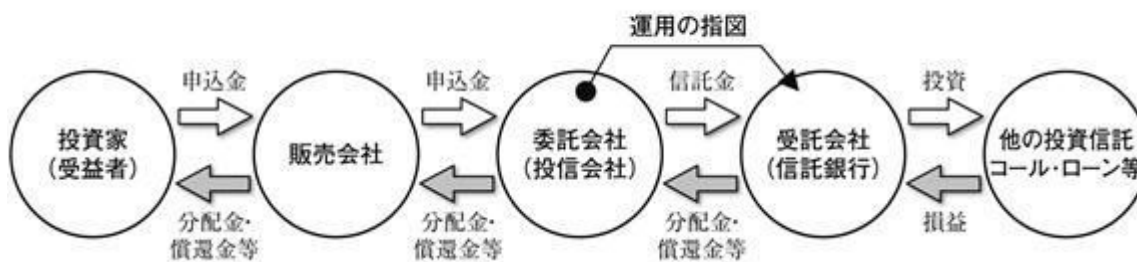 運用の指図
申込金
申込金
信託金
投資
投資家
(受益者)
販売会社
委託会社
(投信会社)
受託会社
(信託銀行)
他の投資信託
コール・ローン等
分配金・
償還金等
分配金・
償還金等
分配金・
償還金等
損益